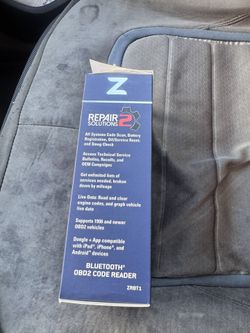 Z
REPAIR
SOLUTIONS 2
All Systems Code Scan, Battery
Registration, Oil/Service Reset,
and Smog Check
Access Technical Service
Bulletins, Recalls, and
OEM Campaigns
Get unlimited lists of
services needed, broken
down by mileage
Live Data: Read and clear
engine codes, and graph vehicle
live data
Supports 1996 and newer
OBD2 vehicles
Dongle + App compatible
with iPad®, iPhone®, and
Android™ devices
BLUETOOTH®
OBD2 CODE READER
ZRBT1